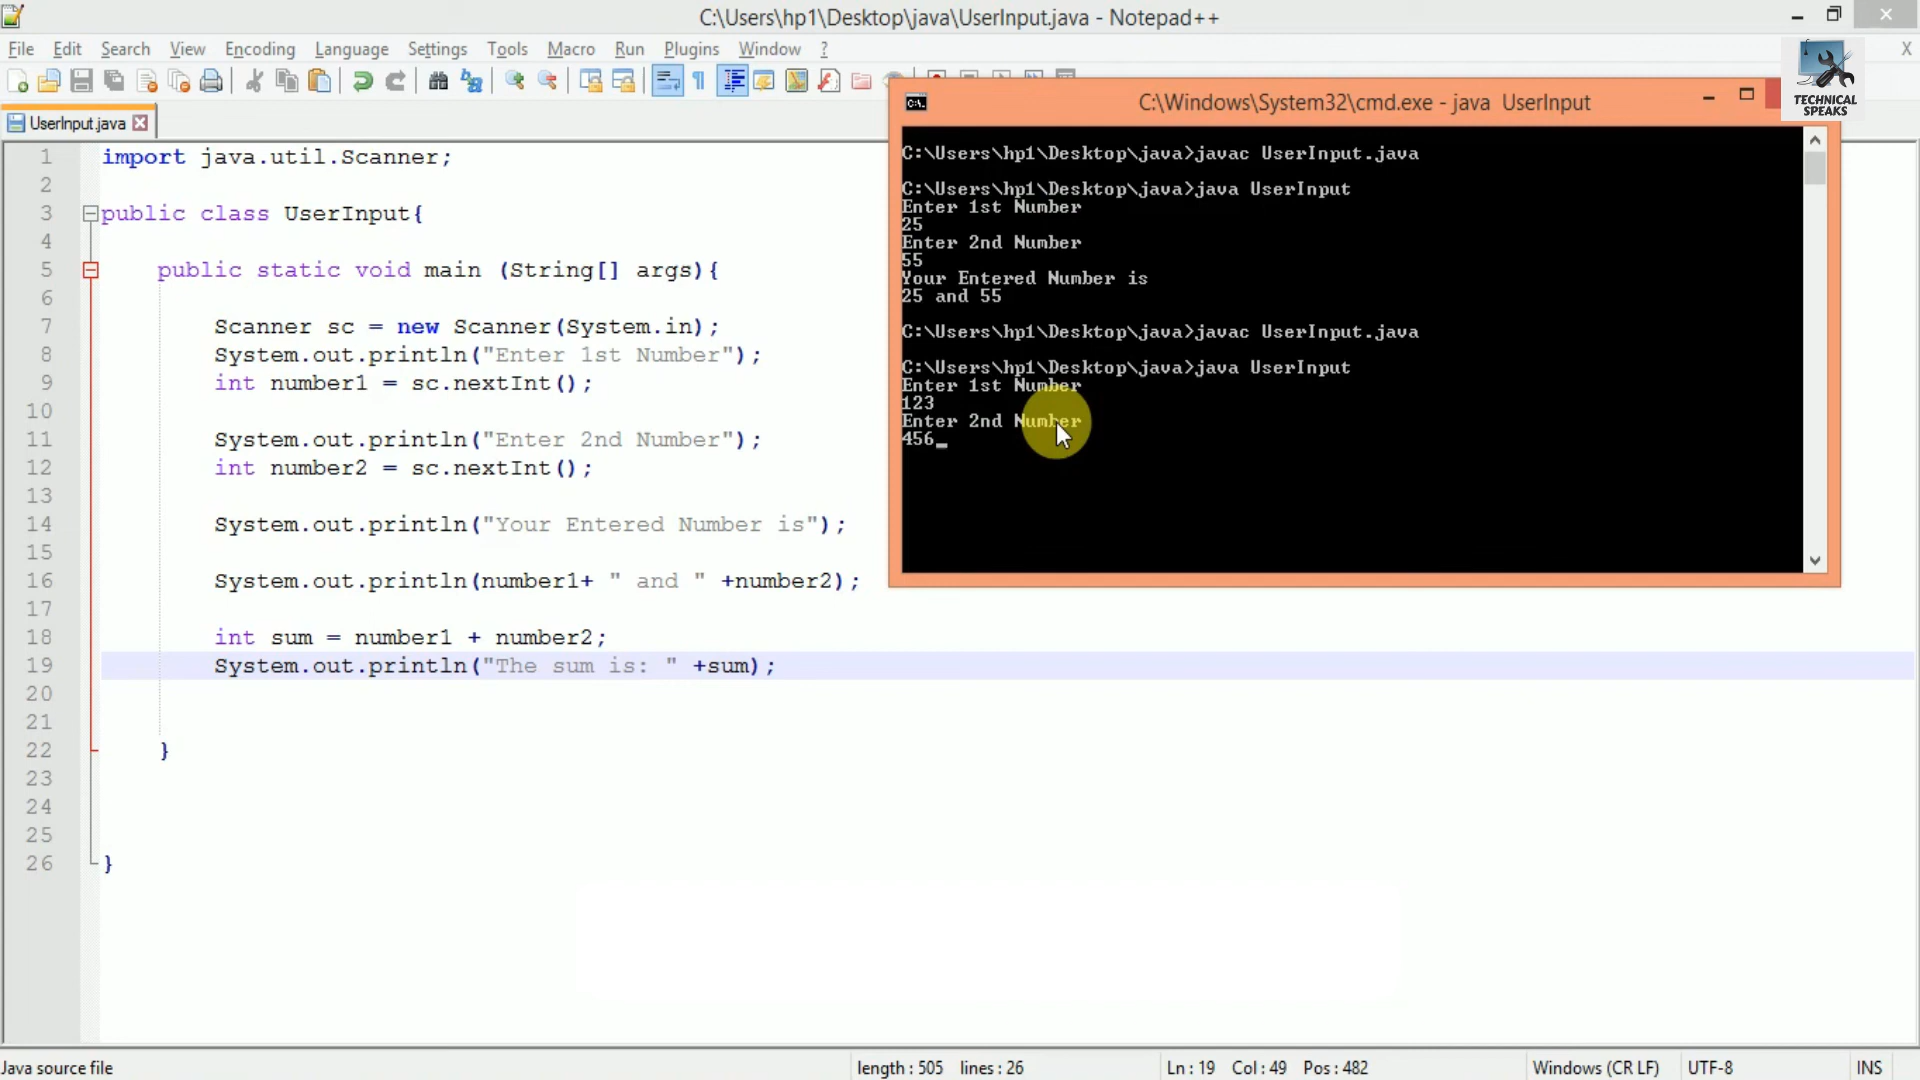 C:\Users\hp1\Desktop\java\UserInput.java - Notepad++
File Edit Search View Encoding Language Settings Tools Macro Run Plugins Window ?
X
UserInput.java
1 import java.util.Scanner;
2
3 public class UserInput{
4
5 public static void main (String[] args){
6
7 Scanner sc = new Scanner(System.in);
8 System.out.println("Enter 1st Number");
9 int number1 = sc.nextInt();
10
11 System.out.println("Enter 2nd Number");
12 int number2 = sc.nextInt();
13
14 System.out.println("Your Entered Number is");
15
16 System.out.println(number1+ " and " +number2);
17
18 int sum = number1 + number2;
19 System.out.println("The sum is: " +sum);
20
21
22 }
23
24
25
26 }
C:\Windows\System32\cmd.exe - java UserInput
C:\Users\hp1\Desktop\java>javac UserInput.java
C:\Users\hp1\Desktop\java>java UserInput
Enter 1st Number
25
Enter 2nd Number
55
Your Entered Number is
25 and 55
C:\Users\hp1\Desktop\java>javac UserInput.java
C:\Users\hp1\Desktop\java>java UserInput
Enter 1st Number
123
Enter 2nd Number
456_
TECHNICAL
SPEAKS
Java source file length : 505 lines : 26 Ln : 19 Col : 49 Pos : 482 Windows (CR LF) UTF-8 INS